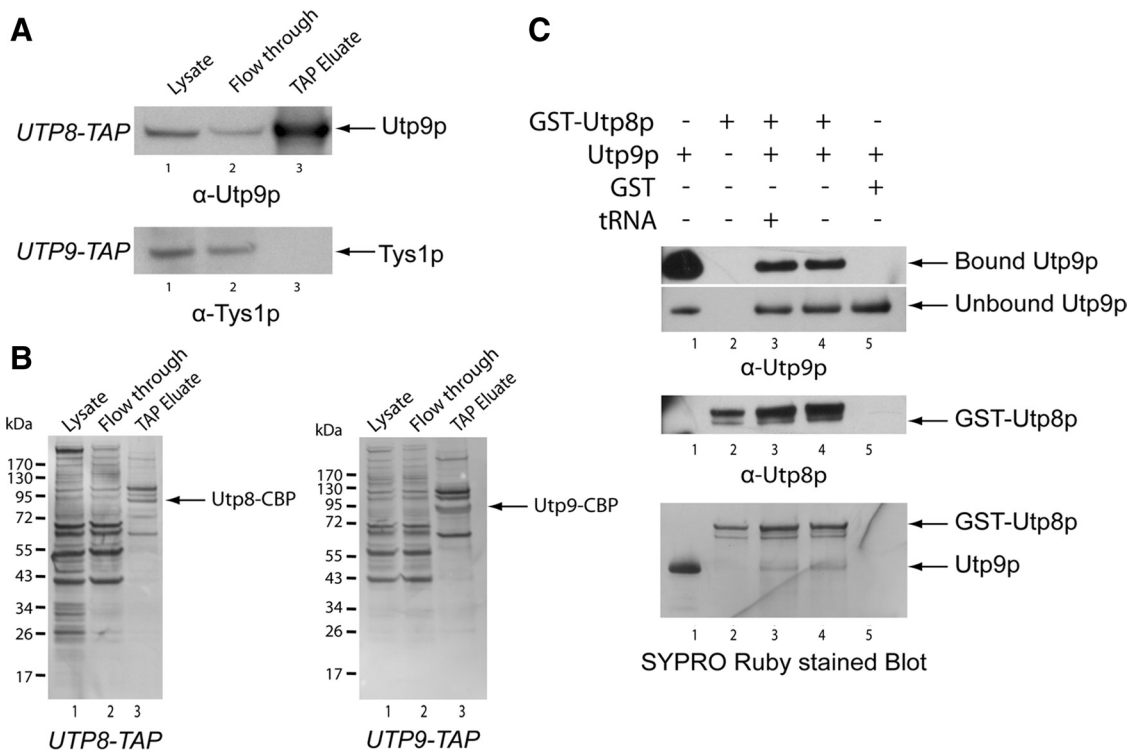 A
Lysate
Flow through
TAP Eluate
UTP8-TAP
Utp9p
1 2 3
α-Utp9p
UTP9-TAP
Tys1p
1 2 3
α-Tys1p
B
Lysate
Flow through
TAP Eluate
kDa
170
130
95
72
55
43
34
26
17
Utp8-CBP
1 2 3
UTP8-TAP
Lysate
Flow through
TAP Eluate
kDa
170
130
95
72
55
43
34
26
17
Utp9-CBP
1 2 3
UTP9-TAP
C
GST-Utp8p - + + + -
Utp9p + - + + +
GST - - - - +
tRNA - - + - -
Bound Utp9p
Unbound Utp9p
1 2 3 4 5
α-Utp9p
GST-Utp8p
1 2 3 4 5
α-Utp8p
GST-Utp8p
Utp9p
1 2 3 4 5
SYPRO Ruby stained Blot